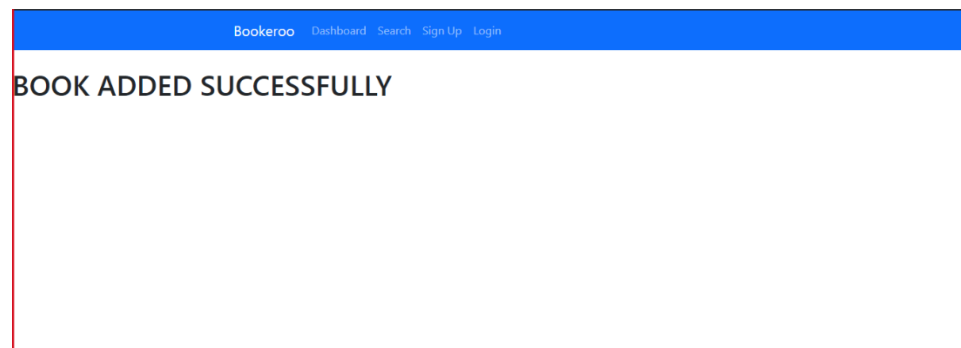 Bookeroo Dashboard Search Sign Up Login
BOOK ADDED SUCCESSFULLY